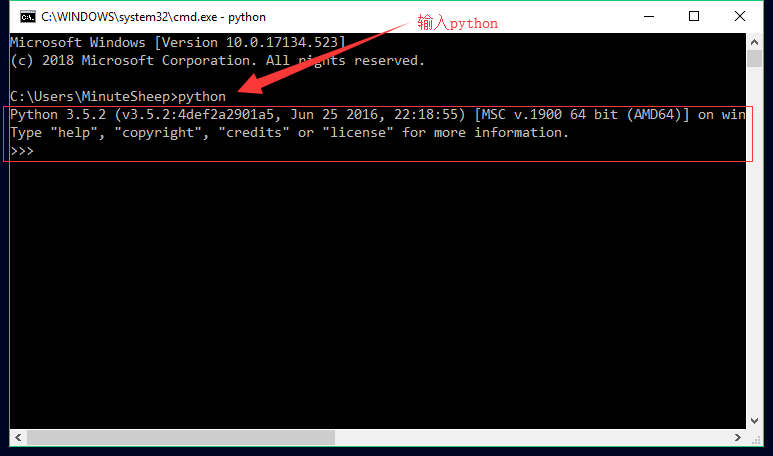 C:\WINDOWS\system32\cmd.exe - python
输入python
Microsoft Windows [Version 10.0.17134.523]
(c) 2018 Microsoft Corporation. All rights reserved.
C:\Users\MinuteSheep>python
Python 3.5.2 (v3.5.2:4def2a2901a5, Jun 25 2016, 22:18:55) [MSC v.1900 64 bit (AMD64)] on win
Type "help", "copyright", "credits" or "license" for more information.
>>>